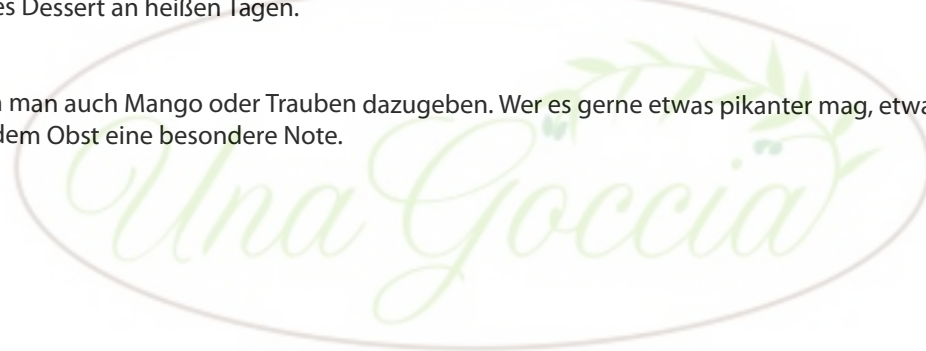 es Dessert an heißen Tagen.
man auch Mango oder Trauben dazugeben. Wer es gerne etwas pikanter mag, etwa
dem Obst eine besondere Note.
Una Goccia